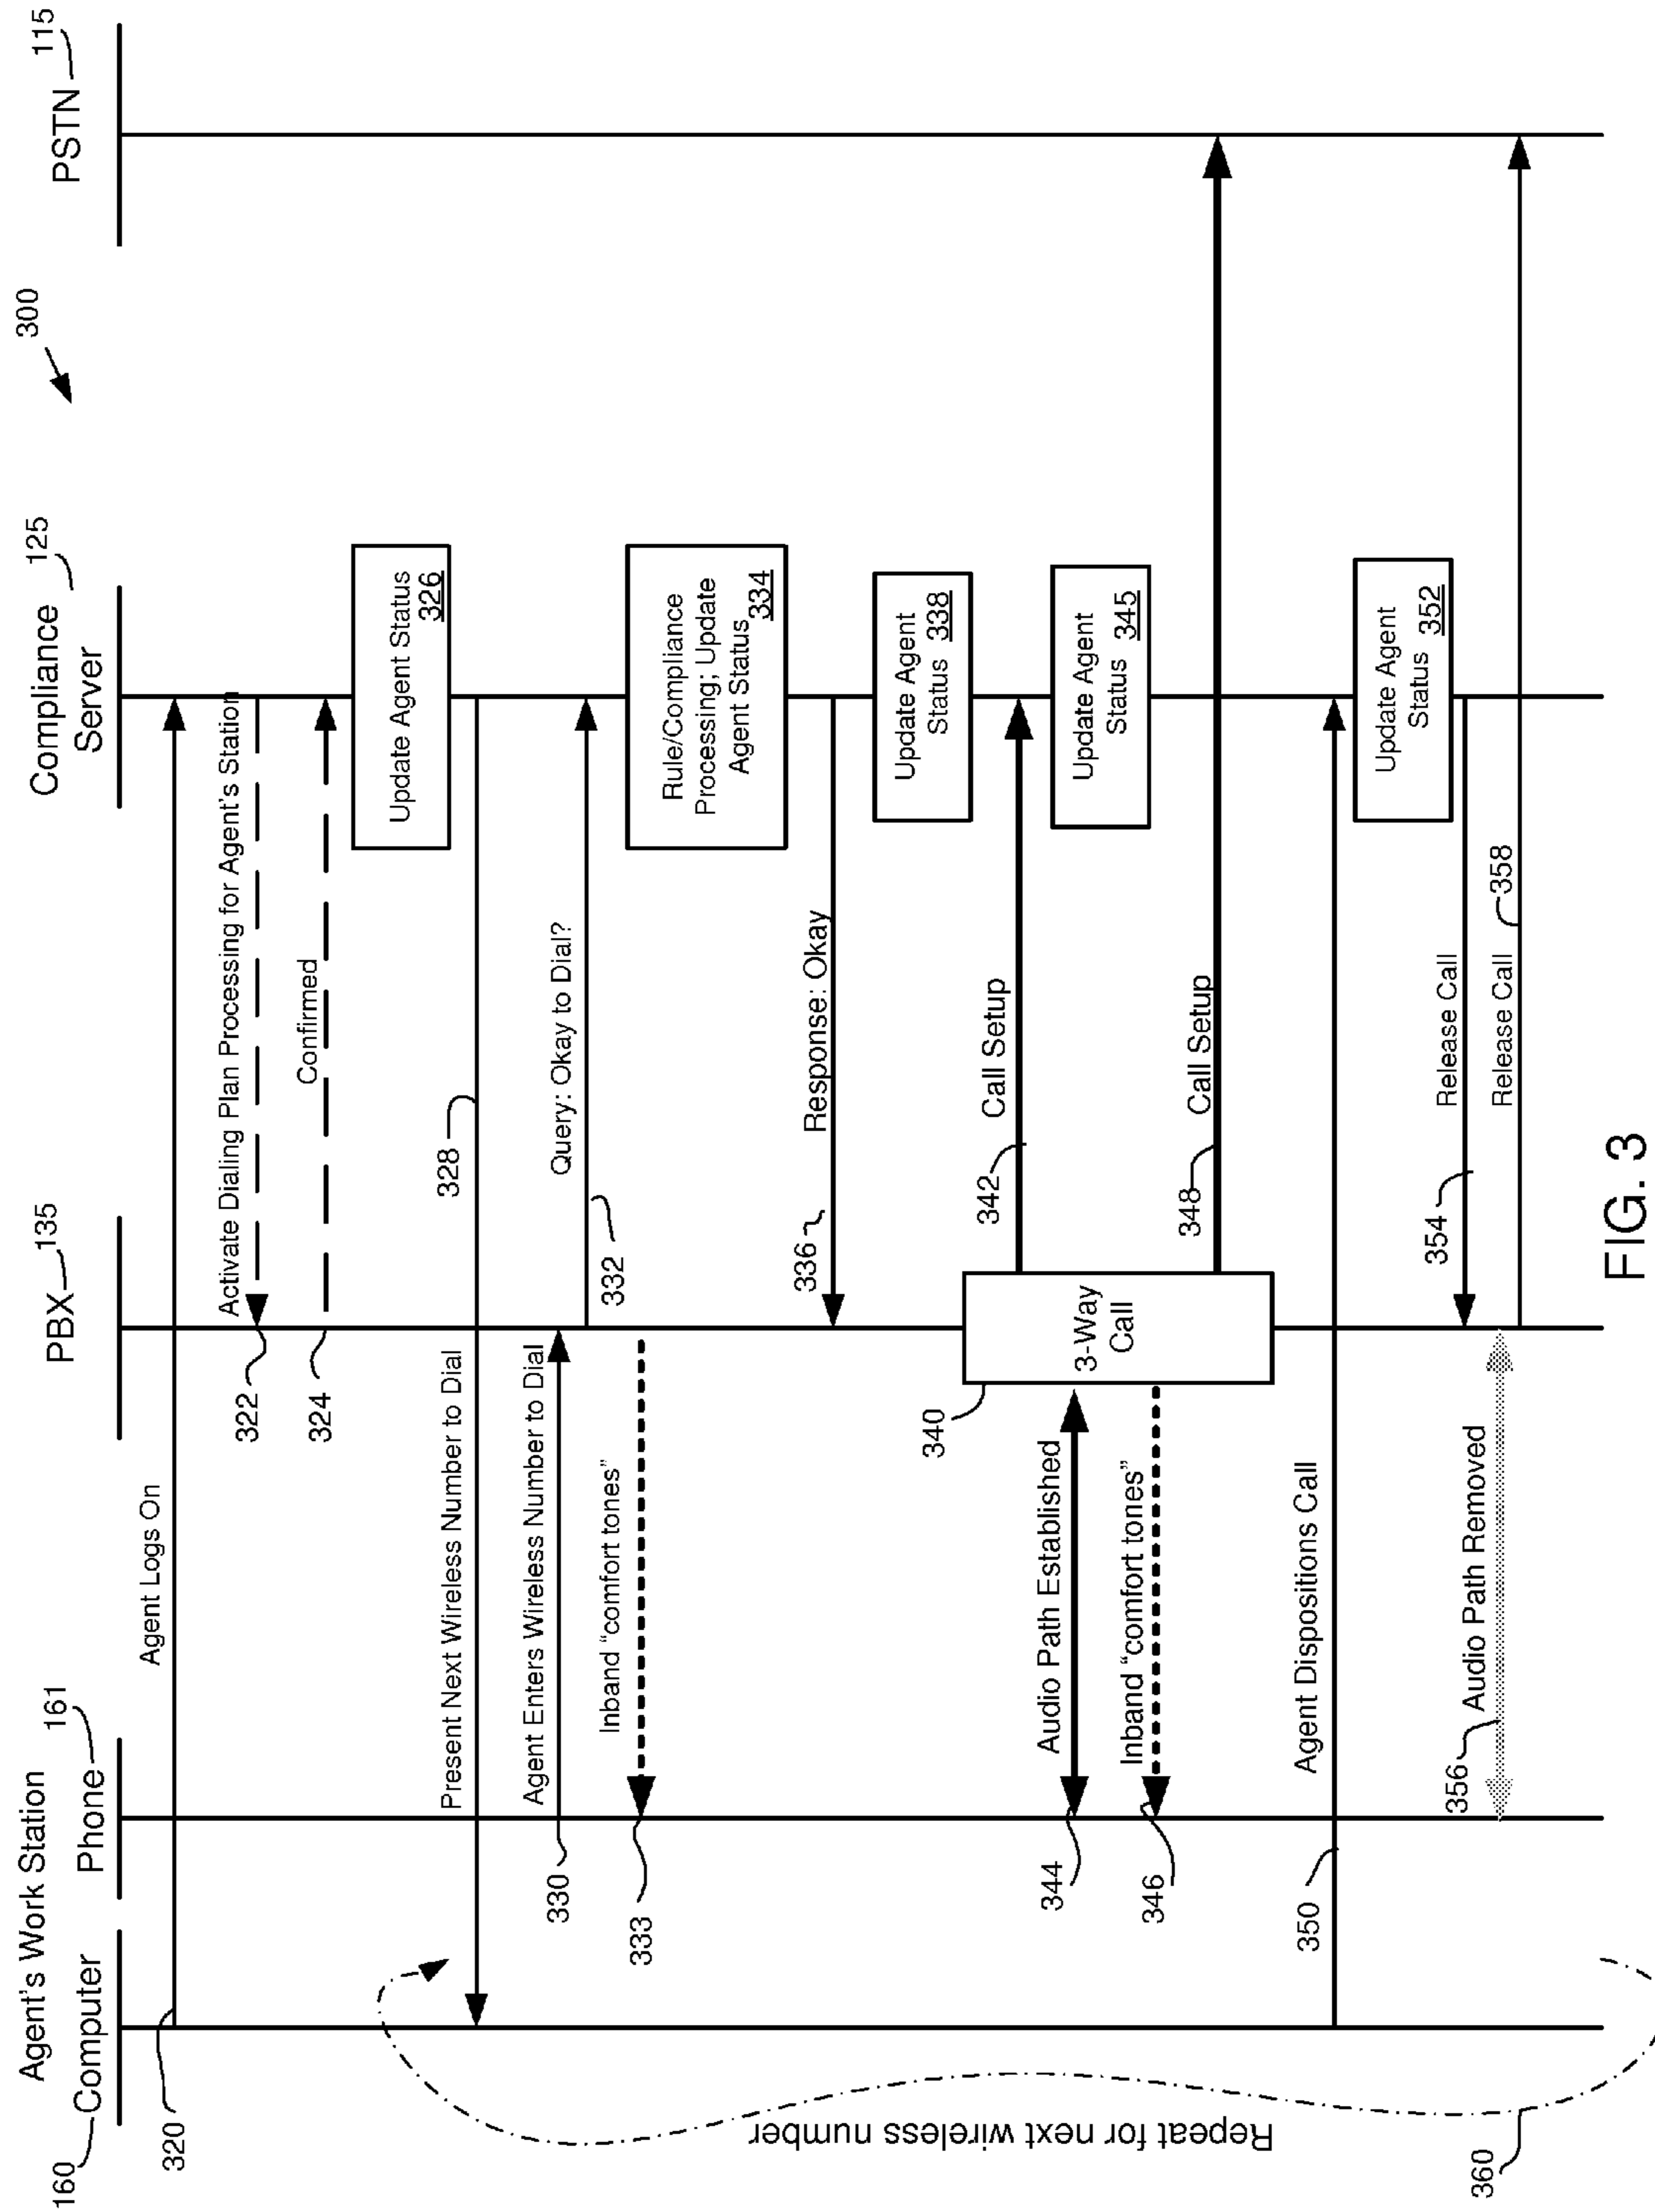 300
Agent's Work Station
160 Computer
Phone 161
PBX 135
Compliance 125
Server
PSTN 115
320
Agent Logs On
322
Activate Dialing Plan Processing for Agent's Station
324
Confirmed
Update Agent Status
326
Present Next Wireless Number to Dial
328
330
Agent Enters Wireless Number to Dial
332
Query: Okay to Dial?
333
Inband “comfort tones”
Rule/Compliance
Processing; Update
Agent Status 334
336
Response: Okay
Update Agent
Status 338
340
3-Way
Call
342
Call Setup
344
Audio Path Established
Update Agent
Status 345
346
Inband “comfort tones”
348
Call Setup
350
Agent Dispositions Call
Update Agent
Status 352
354
Release Call
356
Audio Path Removed
Release Call
358
360
Repeat for next wireless number
FIG. 3